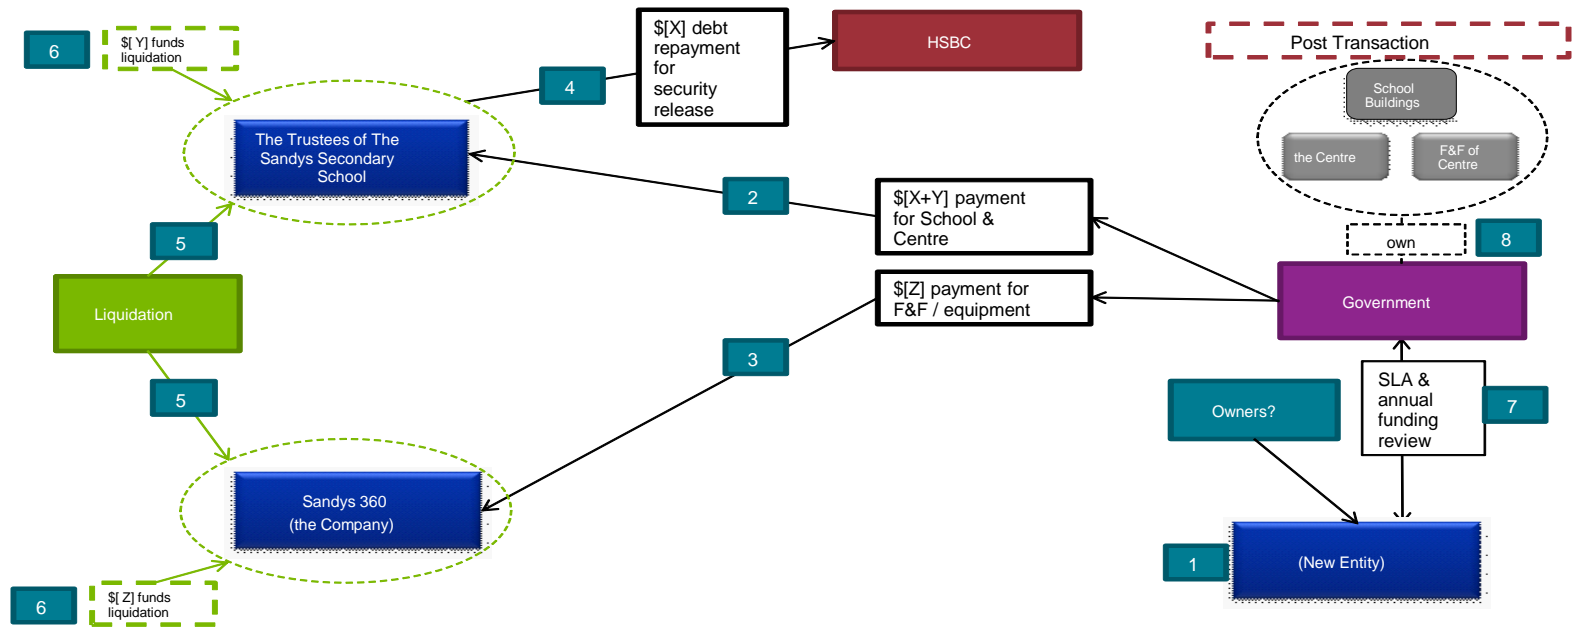 6
$[ Y] funds
liquidation
$[X] debt
repayment
for
security
release
4
HSBC
Post Transaction
School
Buildings
the Centre
F&F of
Centre
The Trustees of The
Sandys Secondary
School
2
$[X+Y] payment
for School &
Centre
own
8
5
Liquidation
$[Z] payment for
F&F / equipment
Government
3
5
Owners?
SLA &
annual
funding
review
7
Sandys 360
(the Company)
1
(New Entity)
6
$[ Z] funds
liquidation